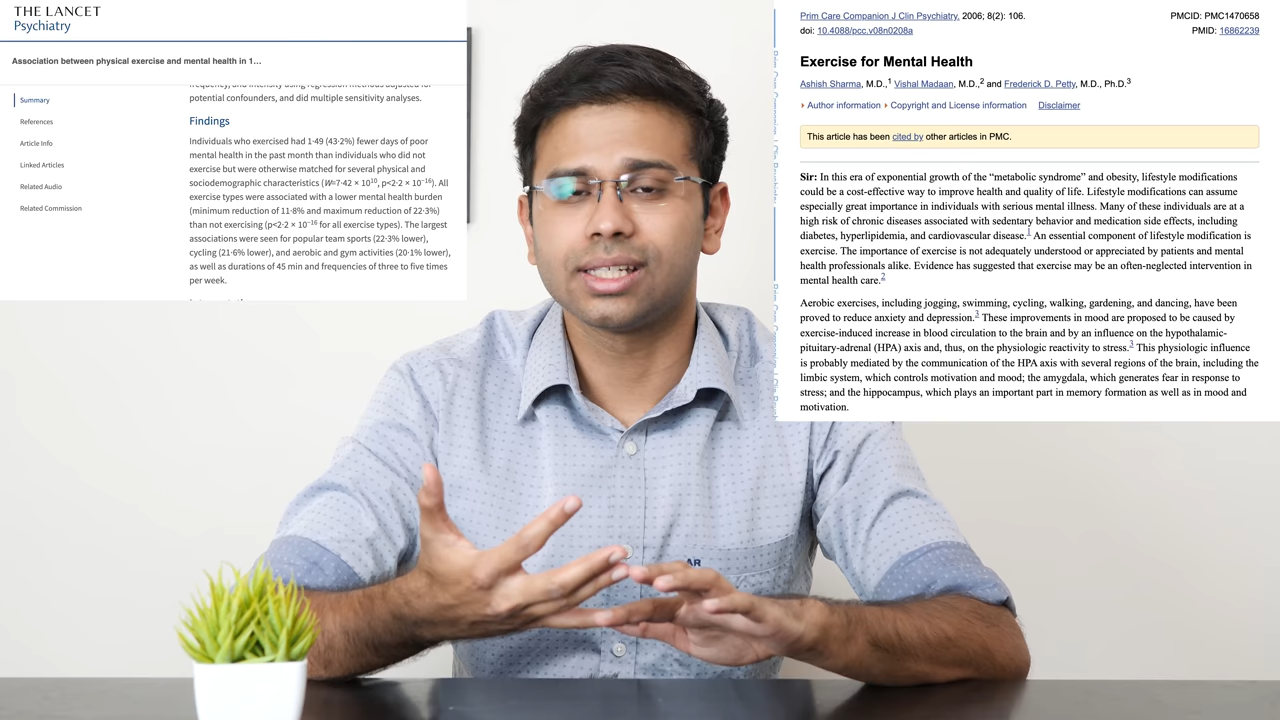 THE LANCET
Psychiatry
Association between physical exercise and mental health in 1…
Summary
References
Article Info
Linked Articles
Related Audio
Related Commission
potential confounders, and did multiple sensitivity analyses.
Findings
Individuals who exercised had 1·49 (43·2%) fewer days of poor
mental health in the past month than individuals who did not
exercise but were otherwise matched for several physical and
sociodemographic characteristics (W=7·42 × 10¹⁰, p<2·2 × 10⁻¹⁶). All
exercise types were associated with a lower mental health burden
(minimum reduction of 11·8% and maximum reduction of 22·3%)
than not exercising (p<2·2 × 10⁻¹⁶ for all exercise types). The largest
associations were seen for popular team sports (22·3% lower),
cycling (21·6% lower), and aerobic and gym activities (20·1% lower),
as well as durations of 45 min and frequencies of three to five times
per week.
Prim Care Companion J Clin Psychiatry. 2006; 8(2): 106.
PMCID: PMC1470658
doi: 10.4088/pcc.v08n0208a
PMID: 16862239
Exercise for Mental Health
Ashish Sharma, M.D.,¹ Vishal Madaan, M.D.,² and Frederick D. Petty, M.D., Ph.D.³
Author information Copyright and License information Disclaimer
This article has been cited by other articles in PMC.
Sir: In this era of exponential growth of the “metabolic syndrome” and obesity, lifestyle modifications
could be a cost-effective way to improve health and quality of life. Lifestyle modifications can assume
especially great importance in individuals with serious mental illness. Many of these individuals are at a
high risk of chronic diseases associated with sedentary behavior and medication side effects, including
diabetes, hyperlipidemia, and cardiovascular disease.¹ An essential component of lifestyle modification is
exercise. The importance of exercise is not adequately understood or appreciated by patients and mental
health professionals alike. Evidence has suggested that exercise may be an often-neglected intervention in
mental health care.²
Aerobic exercises, including jogging, swimming, cycling, walking, gardening, and dancing, have been
proved to reduce anxiety and depression.³ These improvements in mood are proposed to be caused by
exercise-induced increase in blood circulation to the brain and by an influence on the hypothalamic-
pituitary-adrenal (HPA) axis and, thus, on the physiologic reactivity to stress.³ This physiologic influence
is probably mediated by the communication of the HPA axis with several regions of the brain, including the
limbic system, which controls motivation and mood; the amygdala, which generates fear in response to
stress; and the hippocampus, which plays an important part in memory formation as well as in mood and
motivation.
AR